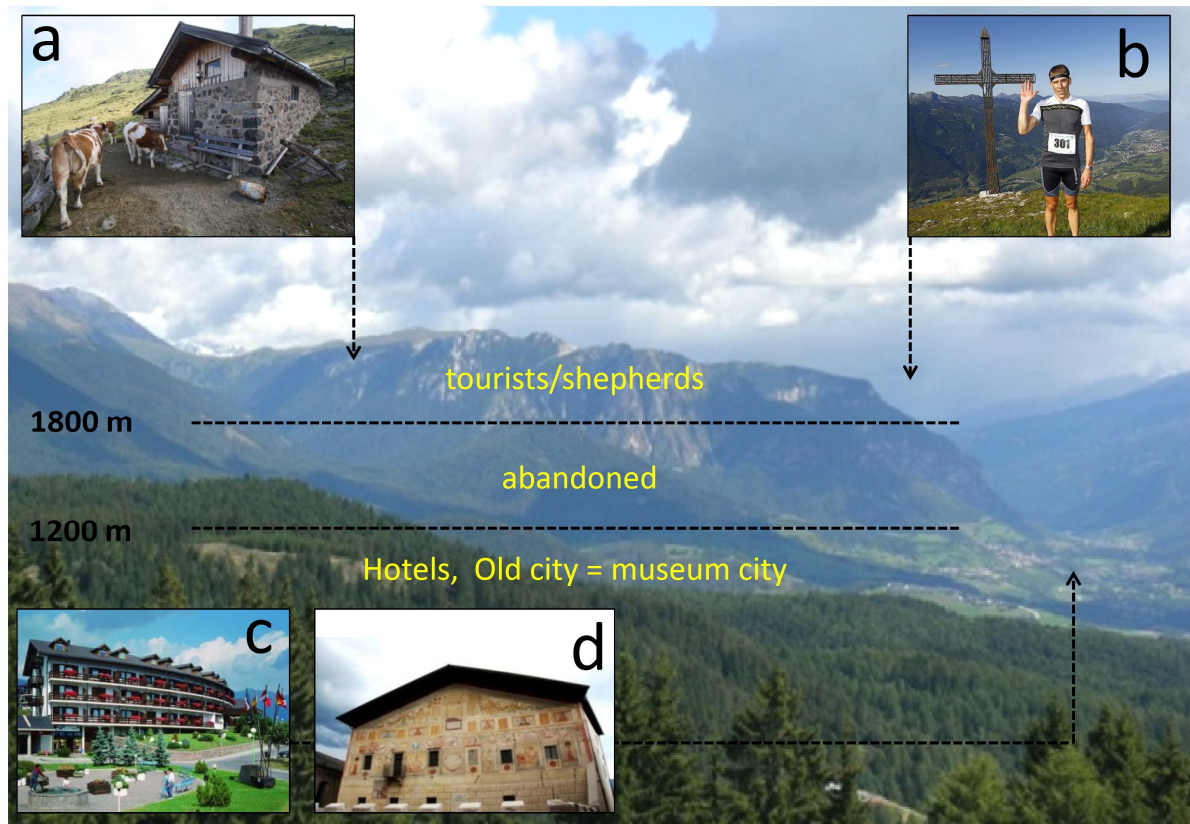 a
b
301
tourists/shepherds
1800 m
abandoned
1200 m
Hotels,  Old city = museum city
c
d